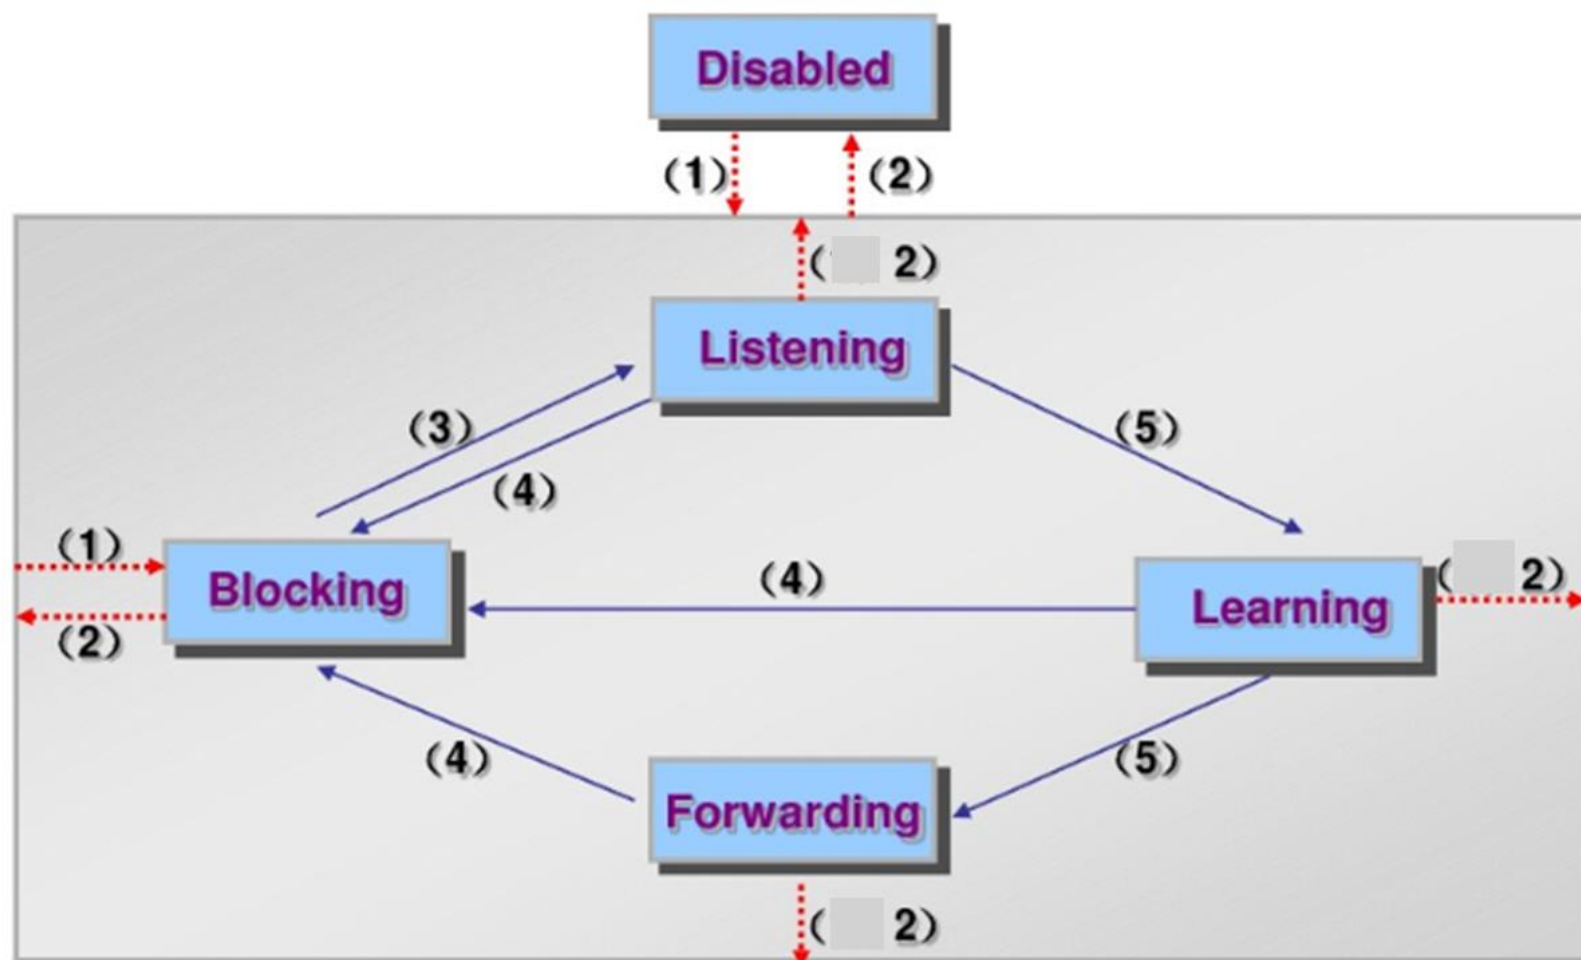 Disabled
(1)
(2)
( 2)
Listening
(3)
(5)
(4)
(1)
Blocking
(2)
(4)
Learning
( 2)
(4)
Forwarding
(5)
( 2)